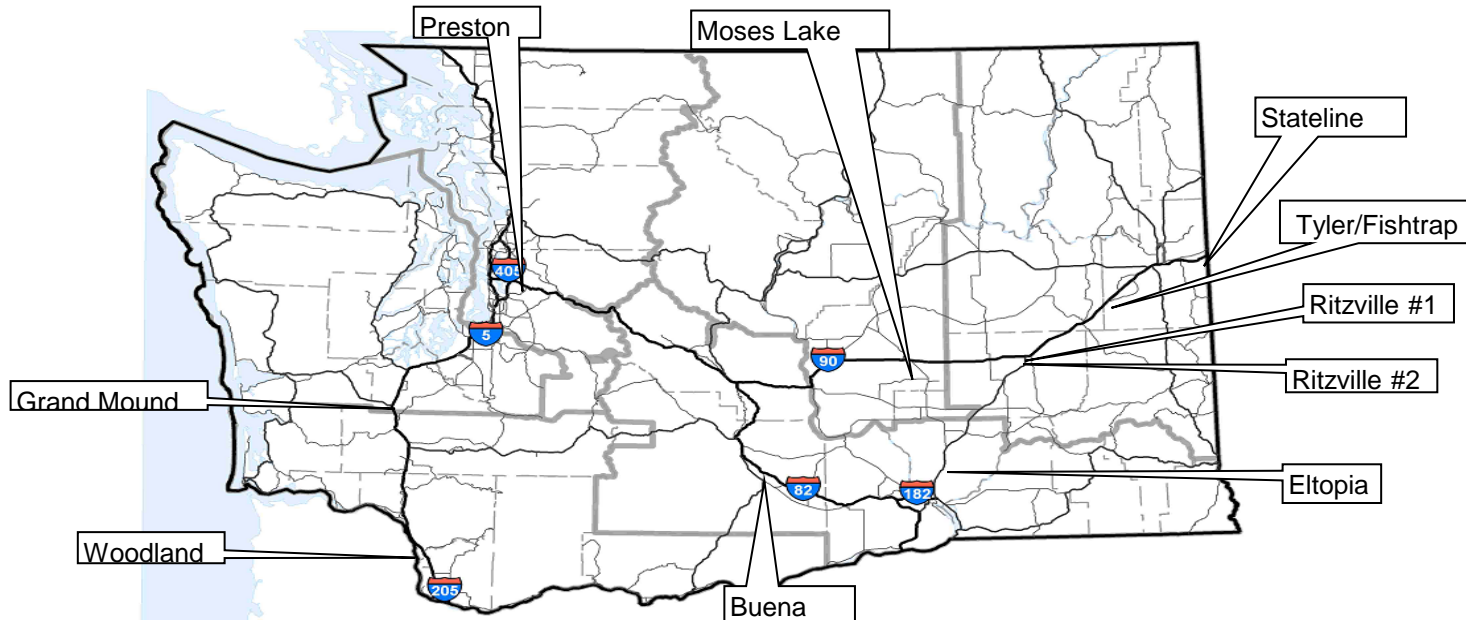 Preston
Moses Lake
Stateline
Tyler/Fishtrap
405
Ritzville #1
5
90
Ritzville #2
Grand Mound
82
182
Eltopia
Woodland
205
Buena